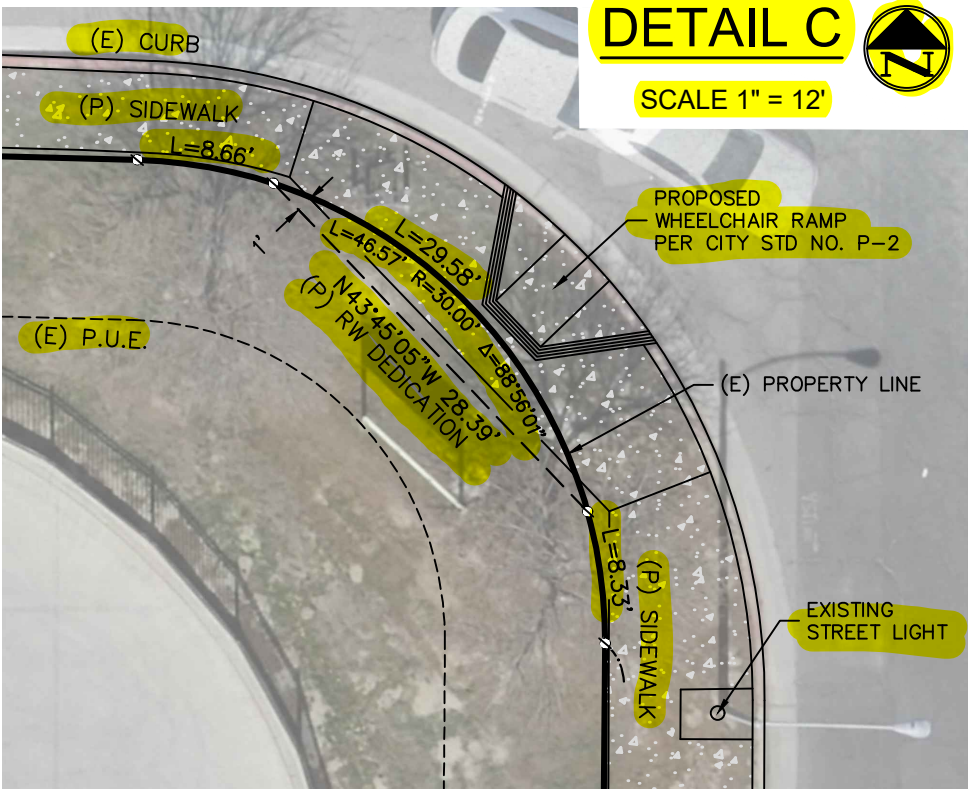 DETAIL C
N
SCALE 1" = 12'
(E) CURB
(P) SIDEWALK
L=8.66'
1'
L=29.58'
L=46.57' R=30.00' Δ=88°56'07"
N43°45'05"W 28.39'
(P) RW DEDICATION
PROPOSED
WHEELCHAIR RAMP
PER CITY STD NO. P-2
(E) P.U.E.
(E) PROPERTY LINE
L=8.33'
(P) SIDEWALK
EXISTING
STREET LIGHT